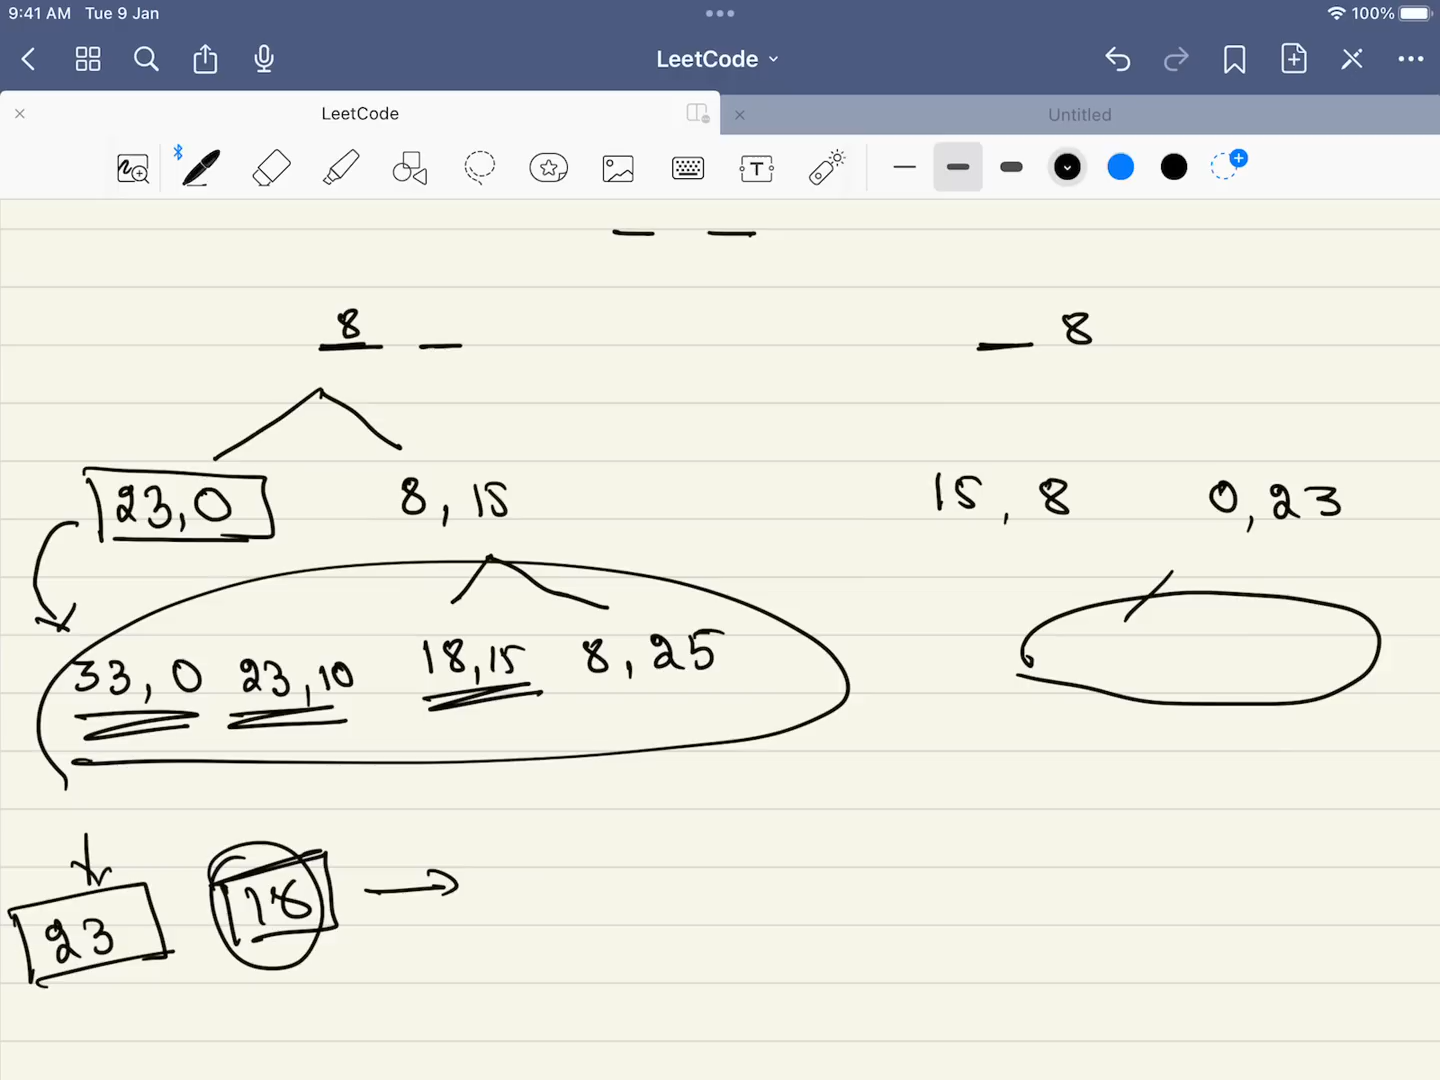 9:41 AM Tue 9 Jan
100%
LeetCode
LeetCode
Untitled
T
8
8
23,0 8,15 15,8 0,23
33,0 23,10 18,15 8,25
23 18